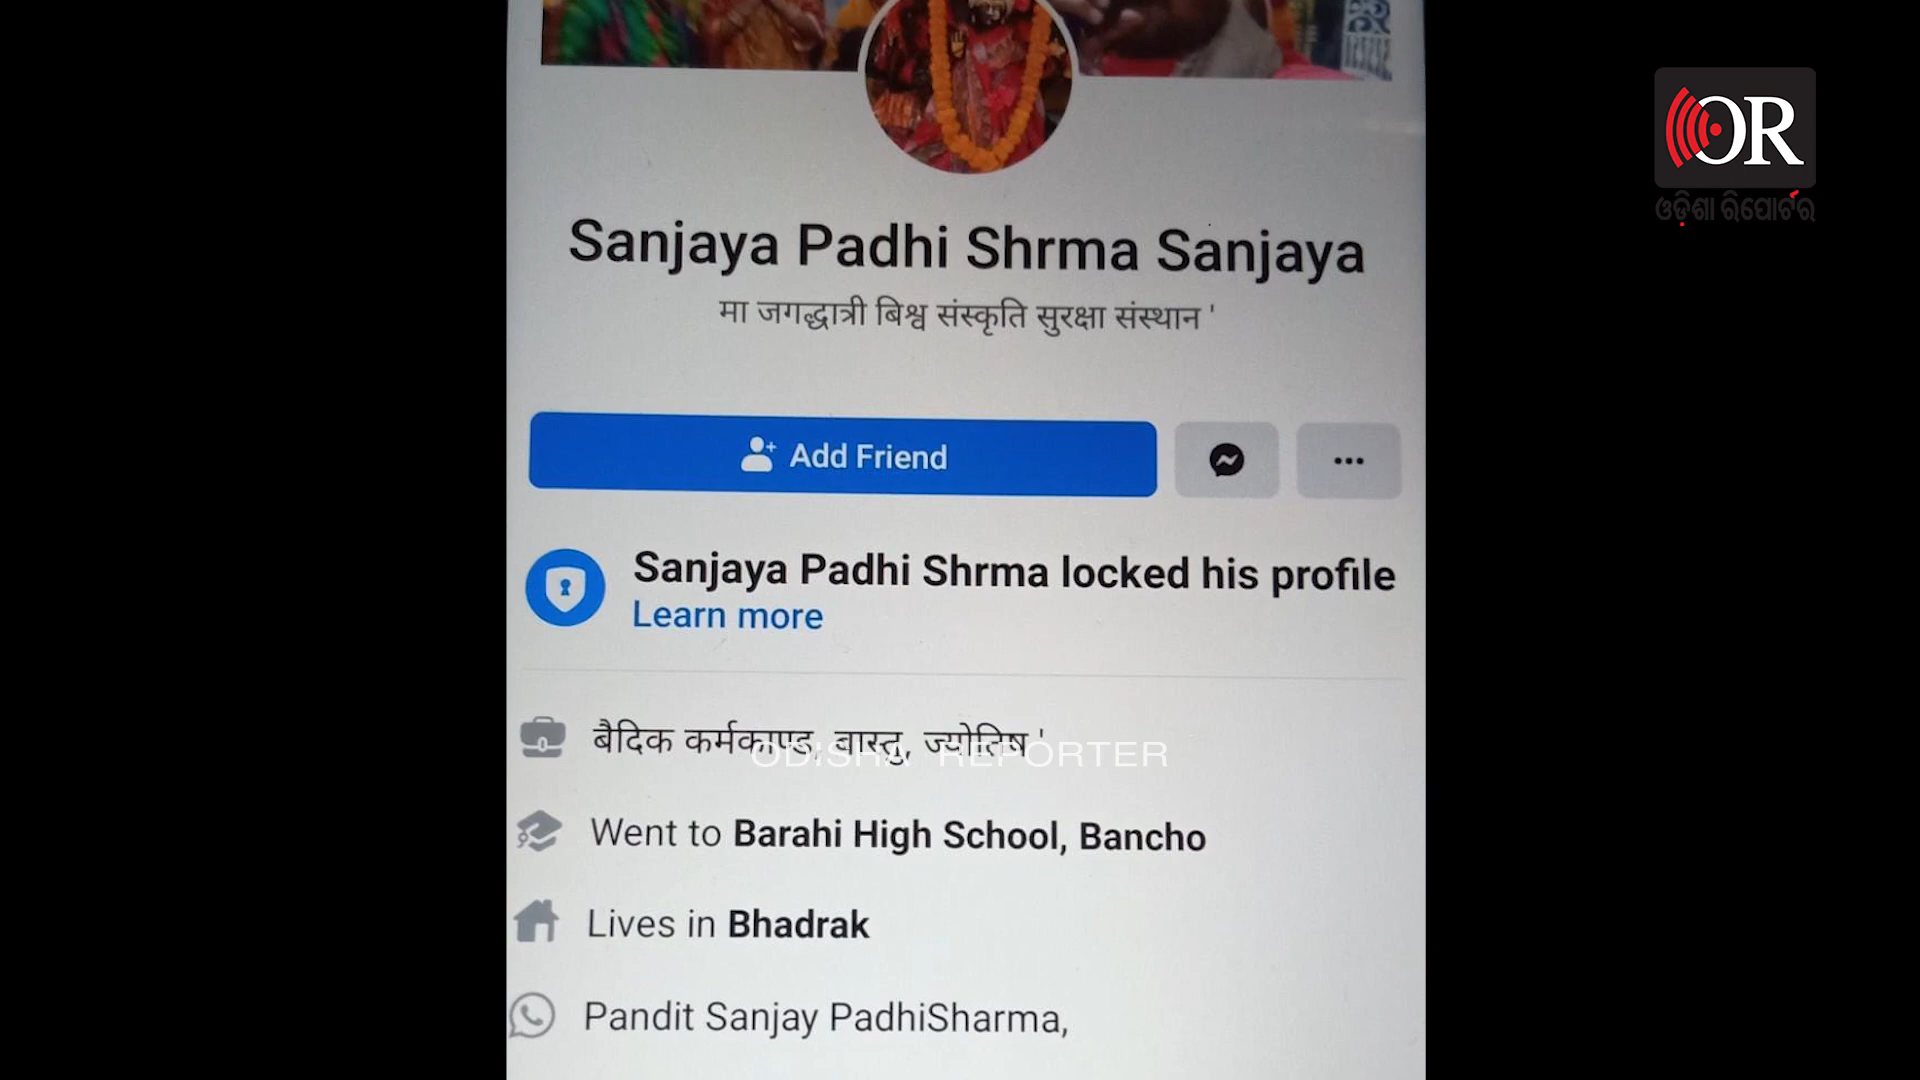 OR
ଓଡ଼ିଶା ରିପୋର୍ଟର
Sanjaya Padhi Shrma Sanjaya
मा जगद्धात्री बिश्व संस्कृति सुरक्षा संस्थान '
Add Friend
Sanjaya Padhi Shrma locked his profile
Learn more
बैदिक कर्मकाण्ड, वास्तु, ज्योतिष '
ODISHA REPORTER
Went to Barahi High School, Bancho
Lives in Bhadrak
Pandit Sanjay PadhiSharma,